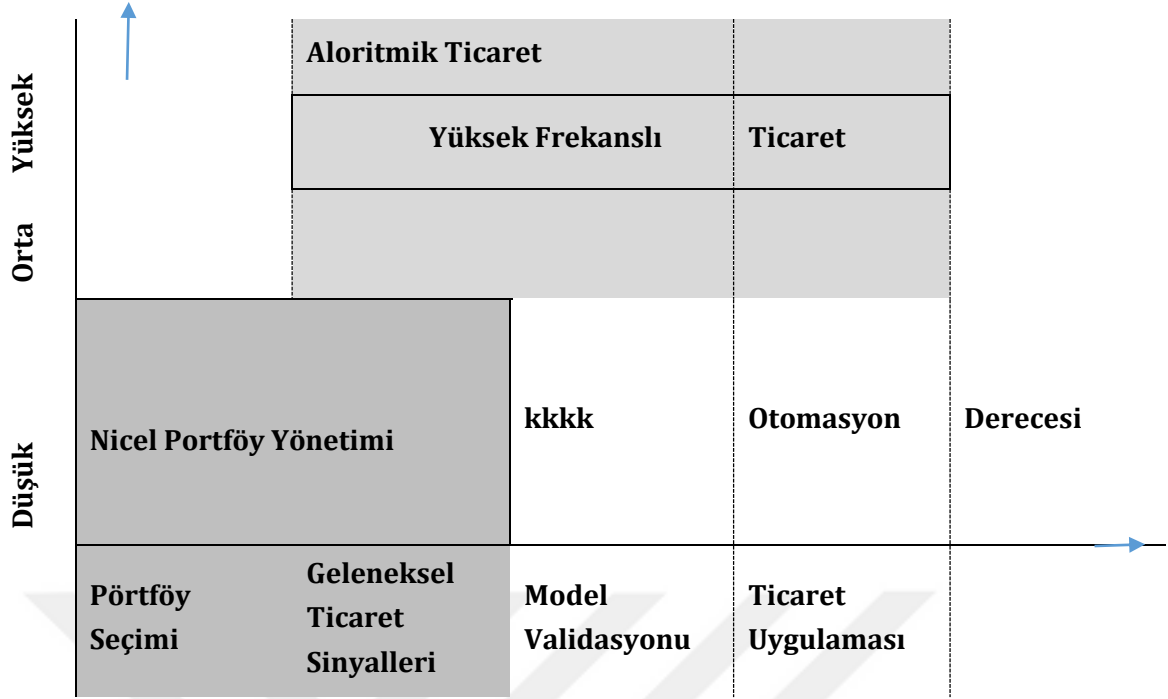 Aloritmik Ticaret
Yüksek
Yüksek Frekanslı Ticaret
Orta
Düşük
Nicel Portföy Yönetimi
kkkk
Otomasyon
Derecesi
Pörtföy
Seçimi
Geleneksel
Ticaret
Sinyalleri
Model
Validasyonu
Ticaret
Uygulaması